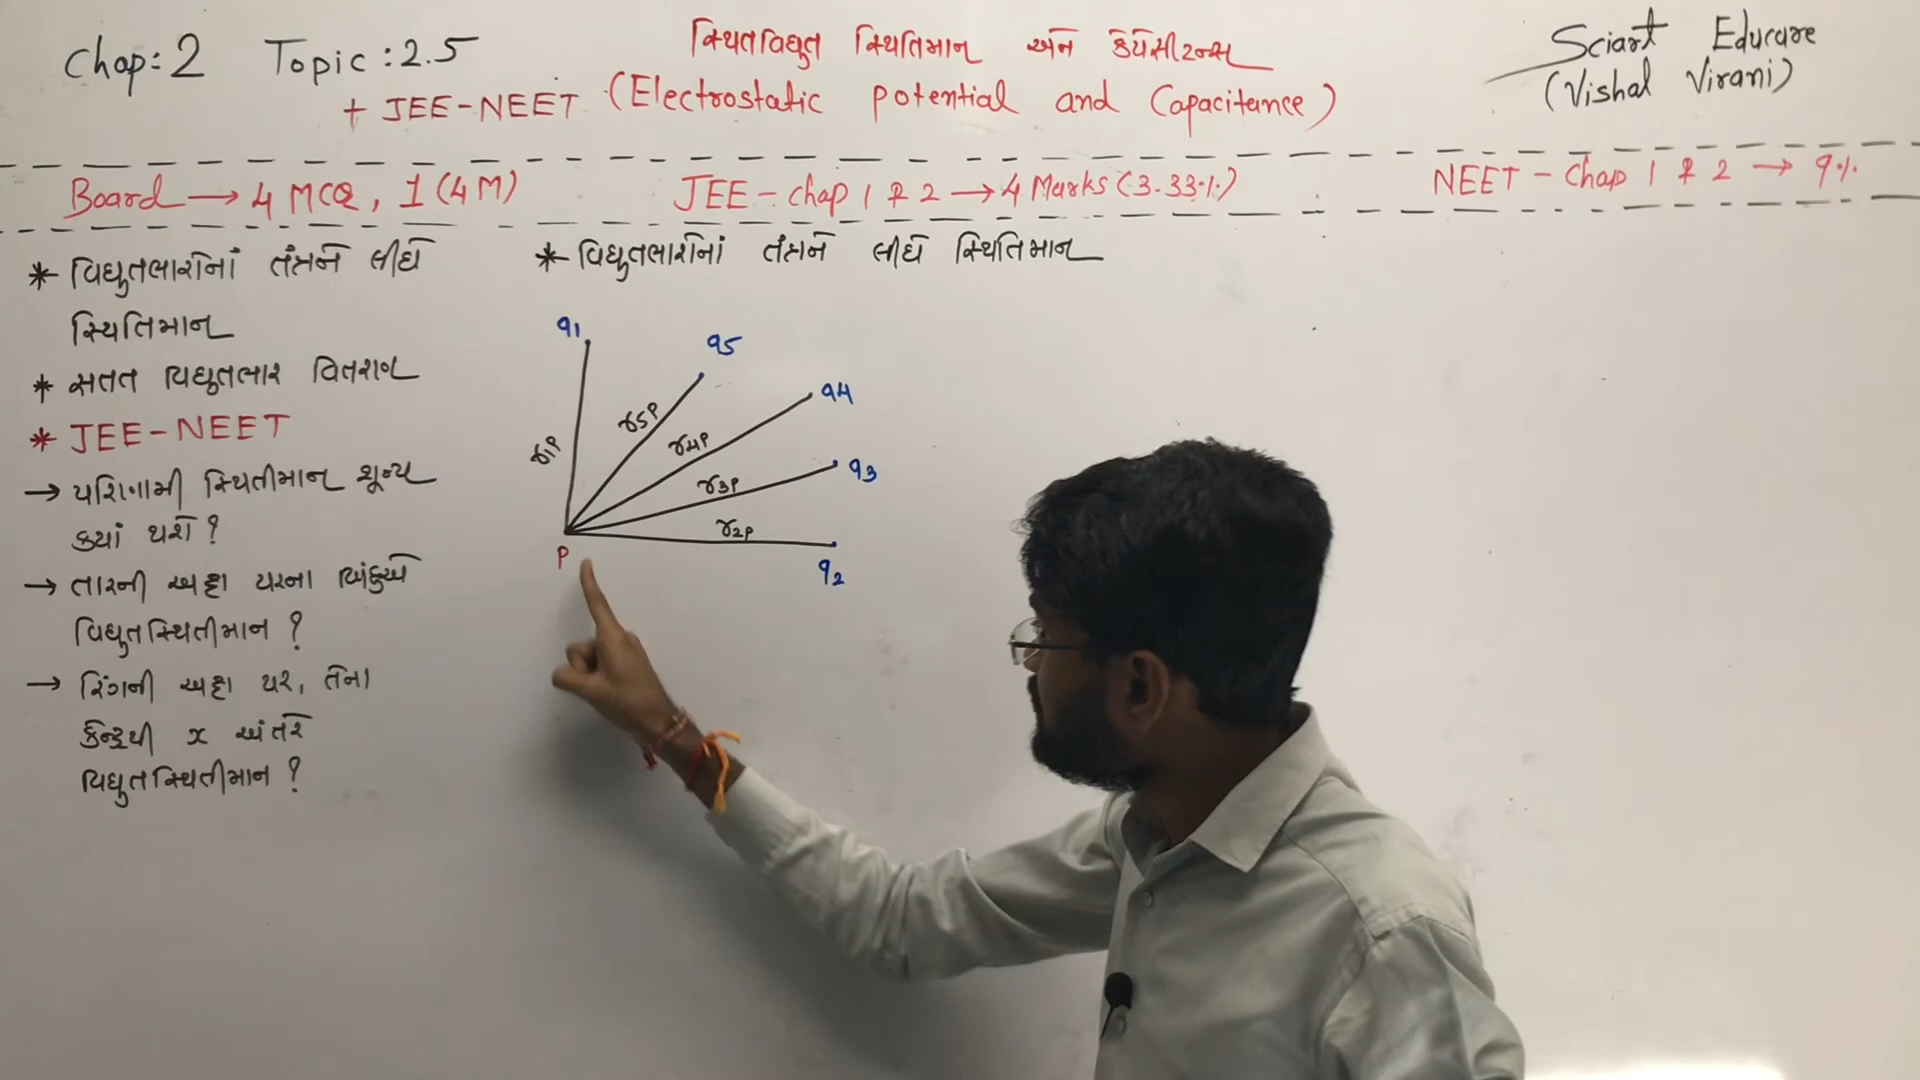 Chap: 2 Topic : 2.5
+ JEE-NEET
સ્થિતવિદ્યુત સ્થિતિમાન અને કેપેસીટન્સ
(Electrostatic potential and Capacitance)
Sciart Educare
(Vishal Virani)
Board → 4 MCQ, 1 (4 M)
JEE - chap 1 & 2 → 4 Marks (3.33%)
NEET - Chap 1 & 2 → 9%
* વિદ્યુતભારોનાં તંત્રને લીધે
સ્થિતિમાન
* સતત વિદ્યુતભાર વિતરણ
* JEE-NEET
→ પરિણામી સ્થિતીમાન શૂન્ય
કયાં થશે ?
→ તારની અક્ષ પરના બિંદુએ
વિદ્યુતસ્થિતીમાન ?
→ રિંગની અક્ષ પર, તેના
કેન્દ્રથી x અંતરે
વિદ્યુતસ્થિતીમાન ?
* વિદ્યુતભારોનાં તંત્રને લીધે સ્થિતિમાન
q1
q5
q4
q3
q2
r1P
r5P
r4P
r3P
r2P
P